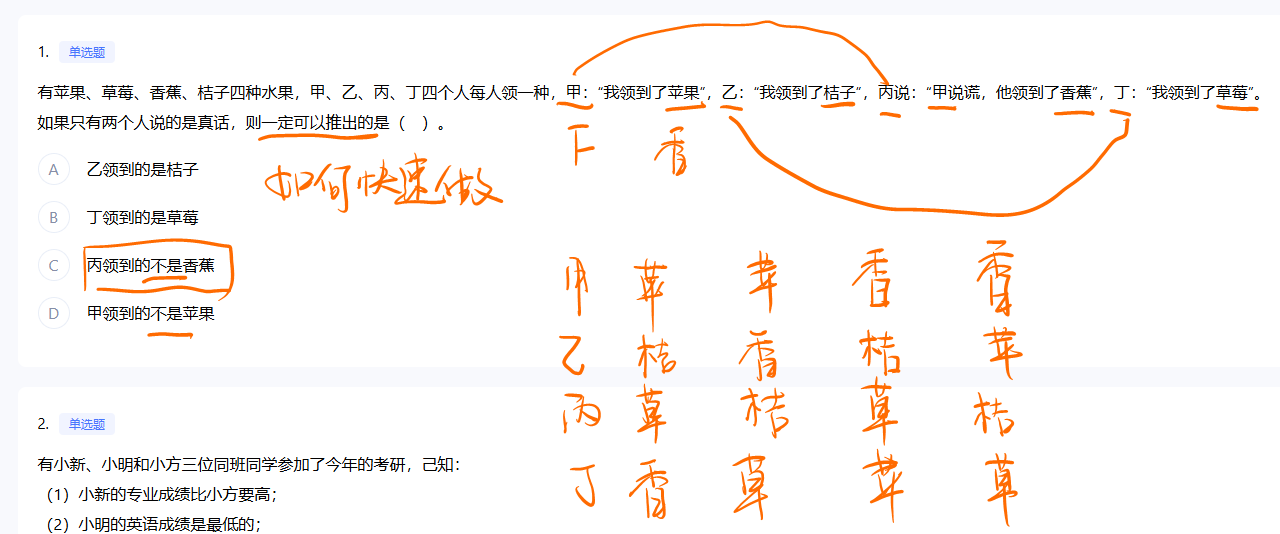 1. 单选题
有苹果、草莓、香蕉、桔子四种水果，甲、乙、丙、丁四个人每人领一种，甲：“我领到了苹果”，乙：“我领到了桔子”，丙说：“甲说谎，他领到了香蕉”，丁：“我领到了草莓”。
如果只有两个人说的是真话，则一定可以推出的是（ ）。
下 香
A 乙领到的是桔子
如何快速做
B 丁领到的是草莓
C 丙领到的不是香蕉
D 甲领到的不是苹果
甲 苹 苹 香 香
乙 桔 香 桔 苹
丙 草 桔 草 桔
丁 香 草 苹 草
2. 单选题
有小新、小明和小方三位同班同学参加了今年的考研，己知：
（1）小新的专业成绩比小方要高；
（2）小明的英语成绩是最低的；